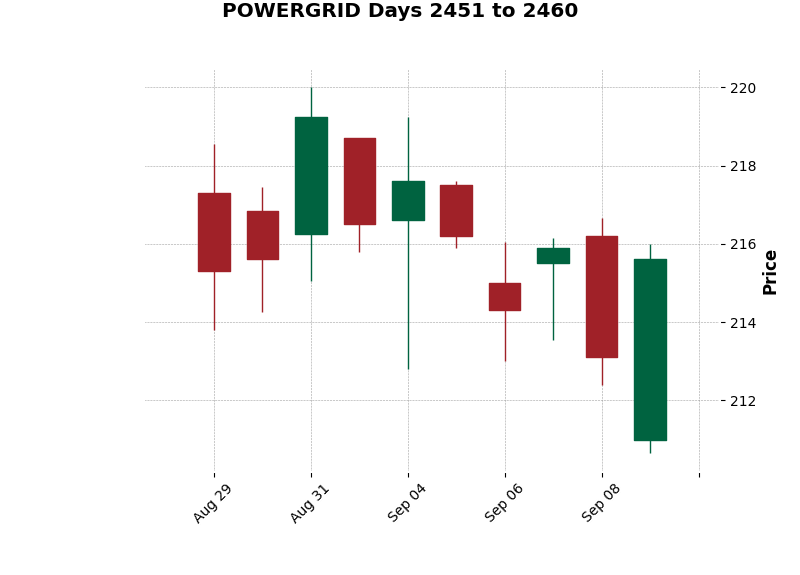 POWERGRID Days 2451 to 2460
220
218
216
214
212
Price
Aug 29
Aug 31
Sep 04
Sep 06
Sep 08